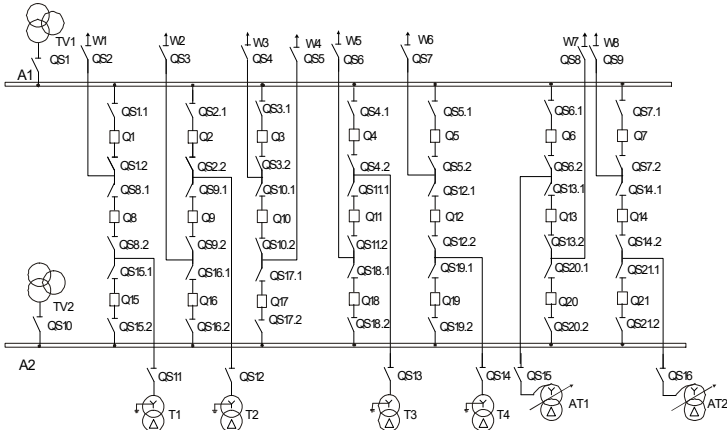 TV1 W1 W2 W3 W4 W5 W6 W7 W8
QS1 QS2 QS3 QS4 QS5 QS6 QS7 QS8 QS9
A1
QS1.1 QS2.1 QS3.1 QS4.1 QS5.1 QS6.1 QS7.1
Q1 Q2 Q3 Q4 Q5 Q6 Q7
QS1.2 QS2.2 QS3.2 QS4.2 QS5.2 QS6.2 QS7.2
QS8.1 QS9.1 QS10.1 QS11.1 QS12.1 QS13.1 QS14.1
Q8 Q9 Q10 Q11 Q12 Q13 Q14
QS8.2 QS9.2 QS10.2 QS11.2 QS12.2 QS13.2 QS14.2
QS15.1 QS16.1 QS17.1 QS18.1 QS19.1 QS20.1 QS21.1
TV2 Q15 Q16 Q17 Q18 Q19 Q20 Q21
QS10 QS15.2 QS16.2 QS17.2 QS18.2 QS19.2 QS20.2 QS21.2
A2
QS11 QS12 QS13 QS14 QS15 QS16
T1 T2 T3 T4 AT1 AT2